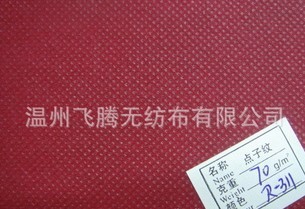 温州飞腾无纺布有限公司
名称 点子纹
Name
克重 70 g/m²
Weight
颜色 R-311